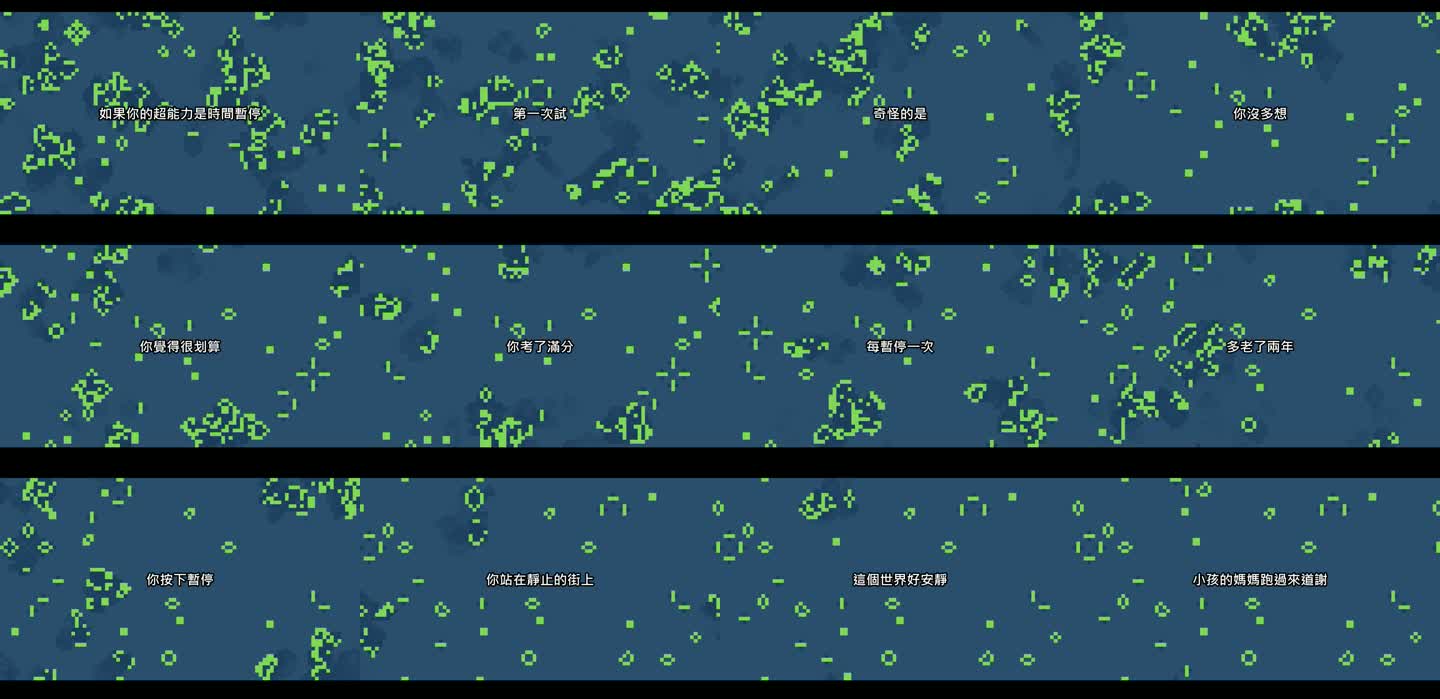 如果你的超能力是時間暫停
第一次試
奇怪的是
你沒多想
你覺得很划算
你考了滿分
每暫停一次
多老了兩年
你按下暫停
你站在靜止的街上
這個世界好安靜
小孩的媽媽跑過來道謝